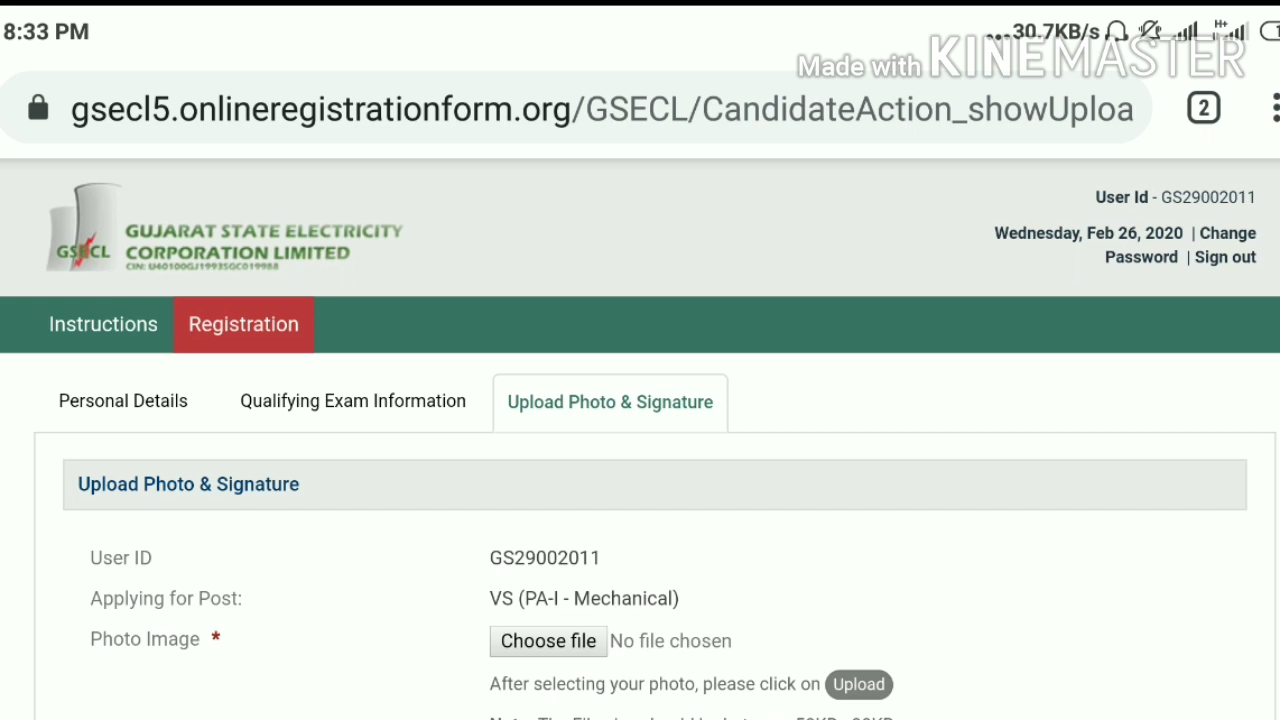 8:33 PM
...30.7KB/s
H+
Made with KINEMASTER
gsecl5.onlineregistrationform.org/GSECL/CandidateAction_showUploa
2
GSECL
GUJARAT STATE ELECTRICITY
CORPORATION LIMITED
CIN: U40100GJ1993SGC019988
User Id - GS29002011
Wednesday, Feb 26, 2020 | Change
Password | Sign out
Instructions
Registration
Personal Details
Qualifying Exam Information
Upload Photo & Signature
Upload Photo & Signature
User ID
GS29002011
Applying for Post:
VS (PA-I - Mechanical)
Photo Image *
Choose file No file chosen
After selecting your photo, please click on Upload